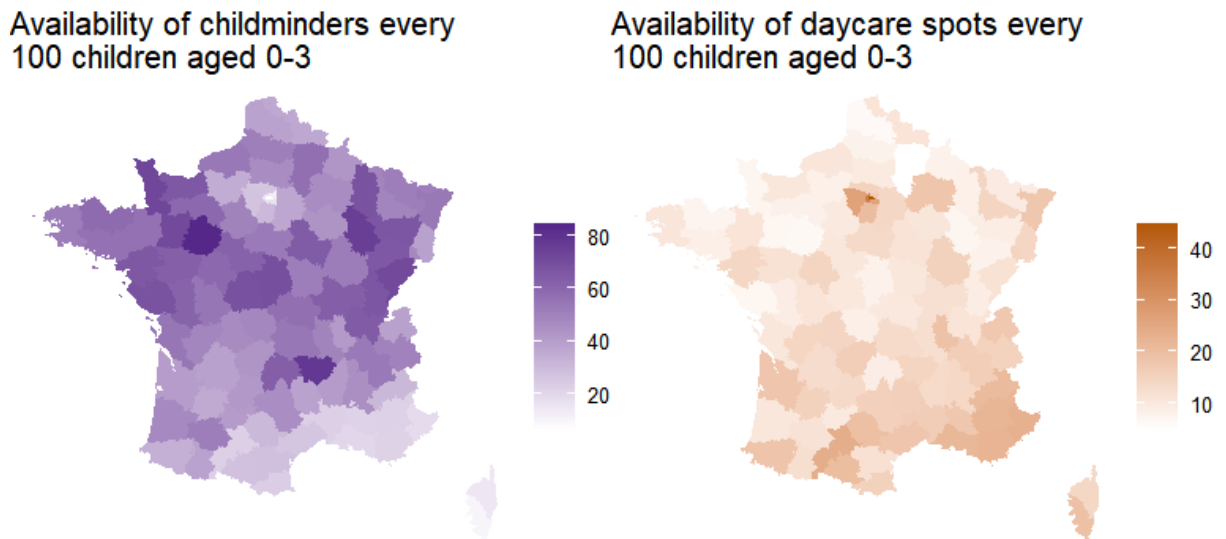 Availability of childminders every
100 children aged 0-3
80
60
40
20
Availability of daycare spots every
100 children aged 0-3
40
30
20
10